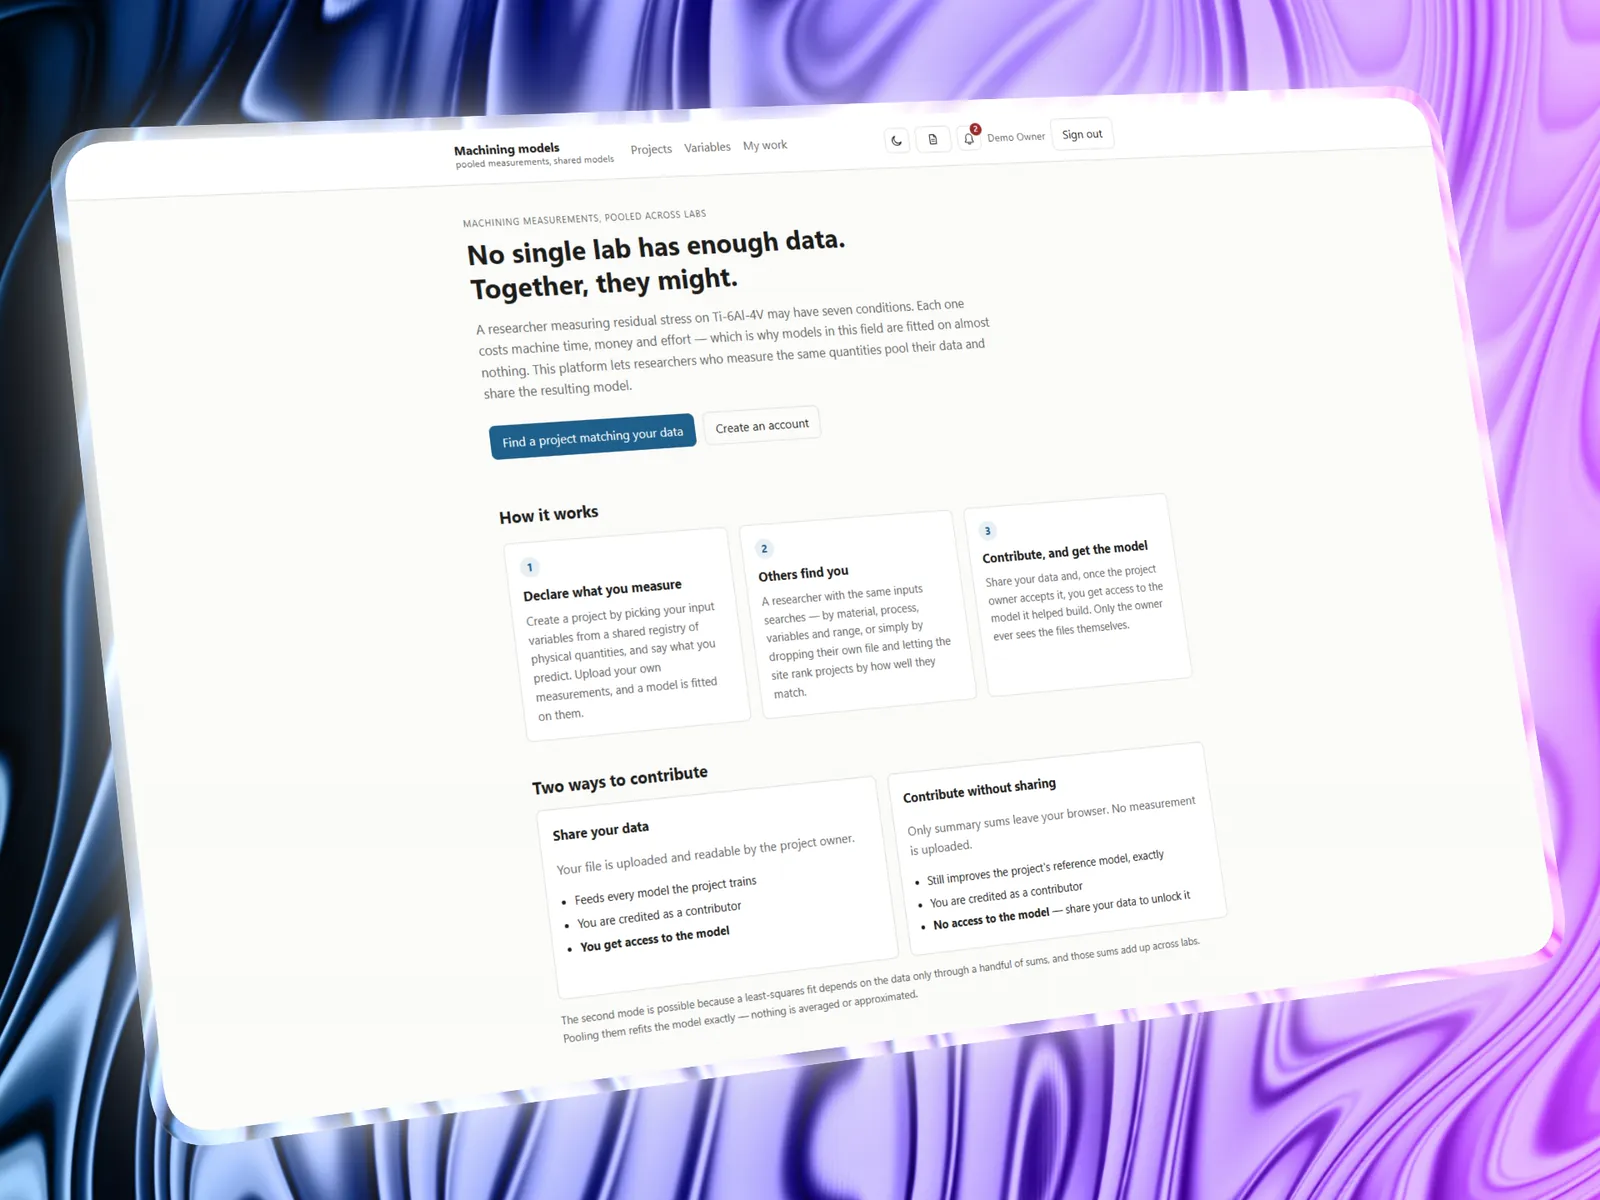 Machining models
pooled measurements, shared models
Projects
Variables
My work
2
Demo Owner
Sign out
MACHINING MEASUREMENTS, POOLED ACROSS LABS
No single lab has enough data.
Together, they might.
A researcher measuring residual stress on Ti-6Al-4V may have seven conditions. Each one
costs machine time, money and effort — which is why models in this field are fitted on almost
nothing. This platform lets researchers who measure the same quantities pool their data and
share the resulting model.
Find a project matching your data
Create an account
How it works
1
Declare what you measure
Create a project by picking your input
variables from a shared registry of
physical quantities, and say what you
predict. Upload your own
measurements, and a model is fitted
on them.
2
Others find you
A researcher with the same inputs
searches — by material, process,
variables and range, or simply by
dropping their own file and letting the
site rank projects by how well they
match.
3
Contribute, and get the model
Share your data and, once the project
owner accepts it, you get access to the
model it helped build. Only the owner
ever sees the files themselves.
Two ways to contribute
Share your data
Your file is uploaded and readable by the project owner.
• Feeds every model the project trains
• You are credited as a contributor
• You get access to the model
Contribute without sharing
Only summary sums leave your browser. No measurement
is uploaded.
• Still improves the project's reference model, exactly
• You are credited as a contributor
• No access to the model — share your data to unlock it
The second mode is possible because a least-squares fit depends on the data only through a handful of sums, and those sums add up across labs.
Pooling them refits the model exactly — nothing is averaged or approximated.